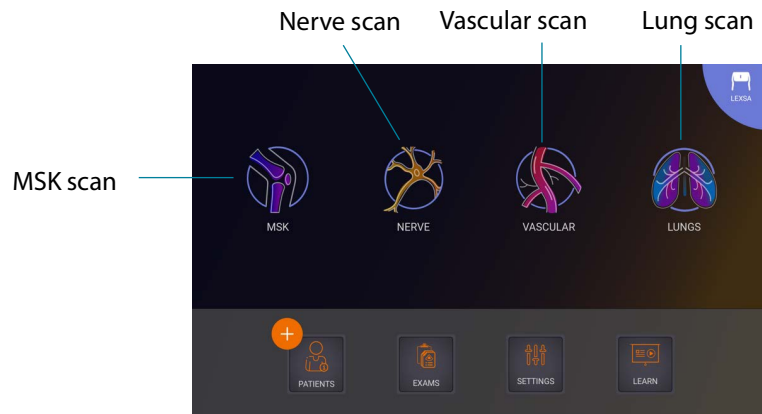 Nerve scan
Vascular scan
Lung scan
LEXSA
MSK scan
MSK
NERVE
VASCULAR
LUNGS
PATIENTS
EXAMS
SETTINGS
LEARN